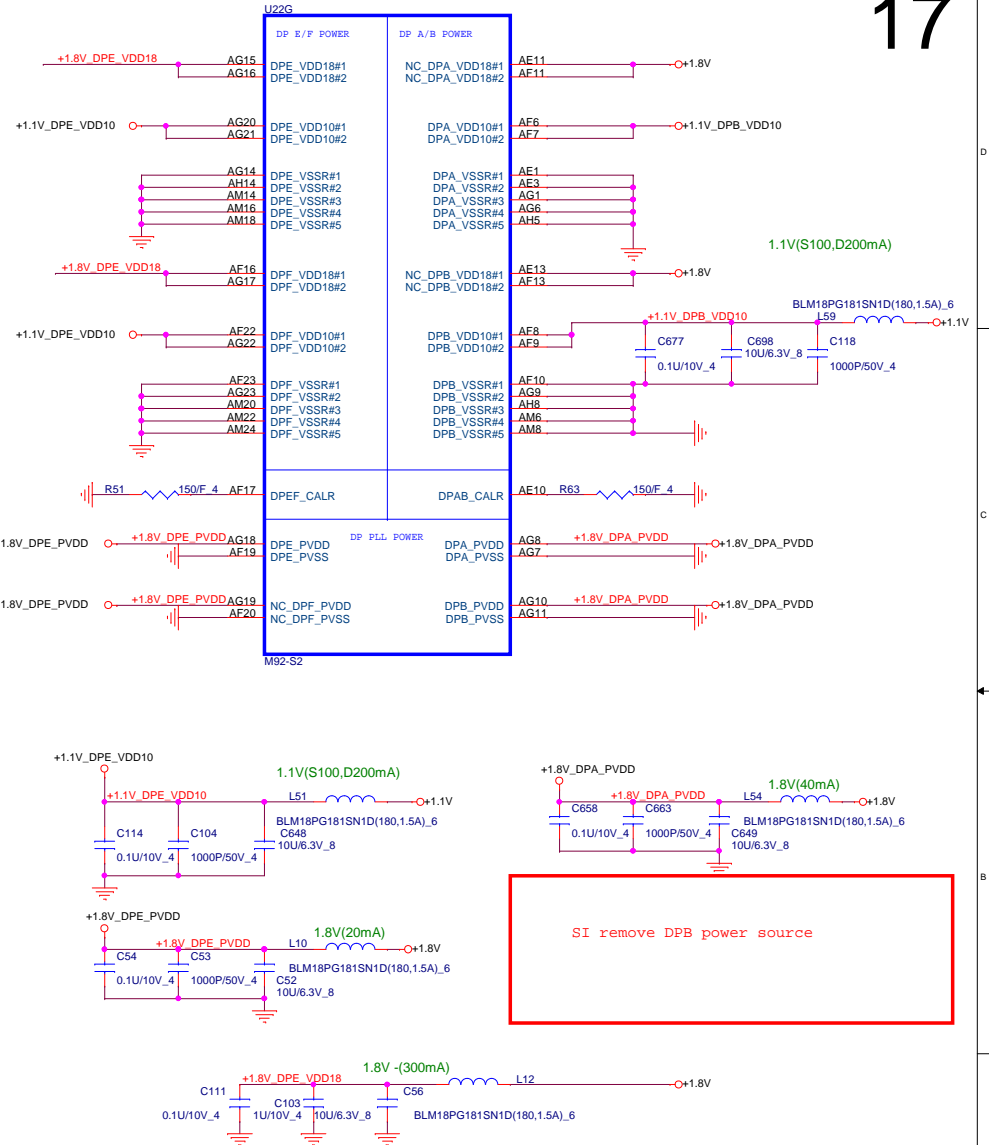 17
U22G
DP E/F POWER
DP A/B POWER
+1.8V_DPE_VDD18
AG15
DPE_VDD18#1
NC_DPA_VDD18#1
AE11
+1.8V
AG16
DPE_VDD18#2
NC_DPA_VDD18#2
AF11
+1.1V_DPE_VDD10
AG20
DPE_VDD10#1
DPA_VDD10#1
AF6
+1.1V_DPB_VDD10
AG21
DPE_VDD10#2
DPA_VDD10#2
AF7
D
AG14
DPE_VSSR#1
DPA_VSSR#1
AE1
AH14
DPE_VSSR#2
DPA_VSSR#2
AE3
AM14
DPE_VSSR#3
DPA_VSSR#3
AG1
AM16
DPE_VSSR#4
DPA_VSSR#4
AG6
AM18
DPE_VSSR#5
DPA_VSSR#5
AH5
1.1V(S100,D200mA)
+1.8V_DPE_VDD18
AF16
DPF_VDD18#1
NC_DPB_VDD18#1
AE13
+1.8V
AG17
DPF_VDD18#2
NC_DPB_VDD18#2
AF13
BLM18PG181SN1D(180,1.5A)_6
+1.1V_DPB_VDD10
L59
+1.1V
+1.1V_DPE_VDD10
AF22
DPF_VDD10#1
DPB_VDD10#1
AF8
AG22
DPF_VDD10#2
DPB_VDD10#2
AF9
C677
0.1U/10V_4
C698
10U/6.3V_8
C118
1000P/50V_4
AF23
DPF_VSSR#1
DPB_VSSR#1
AF10
AG23
DPF_VSSR#2
DPB_VSSR#2
AG9
AM20
DPF_VSSR#3
DPB_VSSR#3
AH8
AM22
DPF_VSSR#4
DPB_VSSR#4
AM6
AM24
DPF_VSSR#5
DPB_VSSR#5
AM8
R51
150/F_4
AF17
DPEF_CALR
DPAB_CALR
AE10
R63
150/F_4
C
DP PLL POWER
1.8V_DPE_PVDD
+1.8V_DPE_PVDD
AG18
DPE_PVDD
DPA_PVDD
AG8
+1.8V_DPA_PVDD
+1.8V_DPA_PVDD
AF19
DPE_PVSS
DPA_PVSS
AG7
1.8V_DPE_PVDD
+1.8V_DPE_PVDD
AG19
NC_DPF_PVDD
DPB_PVDD
AG10
+1.8V_DPA_PVDD
+1.8V_DPA_PVDD
AF20
NC_DPF_PVSS
DPB_PVSS
AG11
M92-S2
+1.1V_DPE_VDD10
1.1V(S100,D200mA)
+1.1V_DPE_VDD10
L51
+1.1V
BLM18PG181SN1D(180,1.5A)_6
C114
0.1U/10V_4
C104
1000P/50V_4
C648
10U/6.3V_8
+1.8V_DPA_PVDD
1.8V(40mA)
+1.8V_DPA_PVDD
L54
+1.8V
BLM18PG181SN1D(180,1.5A)_6
C658
0.1U/10V_4
C663
1000P/50V_4
C649
10U/6.3V_8
B
+1.8V_DPE_PVDD
1.8V(20mA)
+1.8V_DPE_PVDD
L10
+1.8V
BLM18PG181SN1D(180,1.5A)_6
C54
0.1U/10V_4
C53
1000P/50V_4
C52
10U/6.3V_8
SI remove DPB power source
1.8V -(300mA)
+1.8V_DPE_VDD18
L12
+1.8V
BLM18PG181SN1D(180,1.5A)_6
C111
0.1U/10V_4
C103
1U/10V_4
C56
10U/6.3V_8